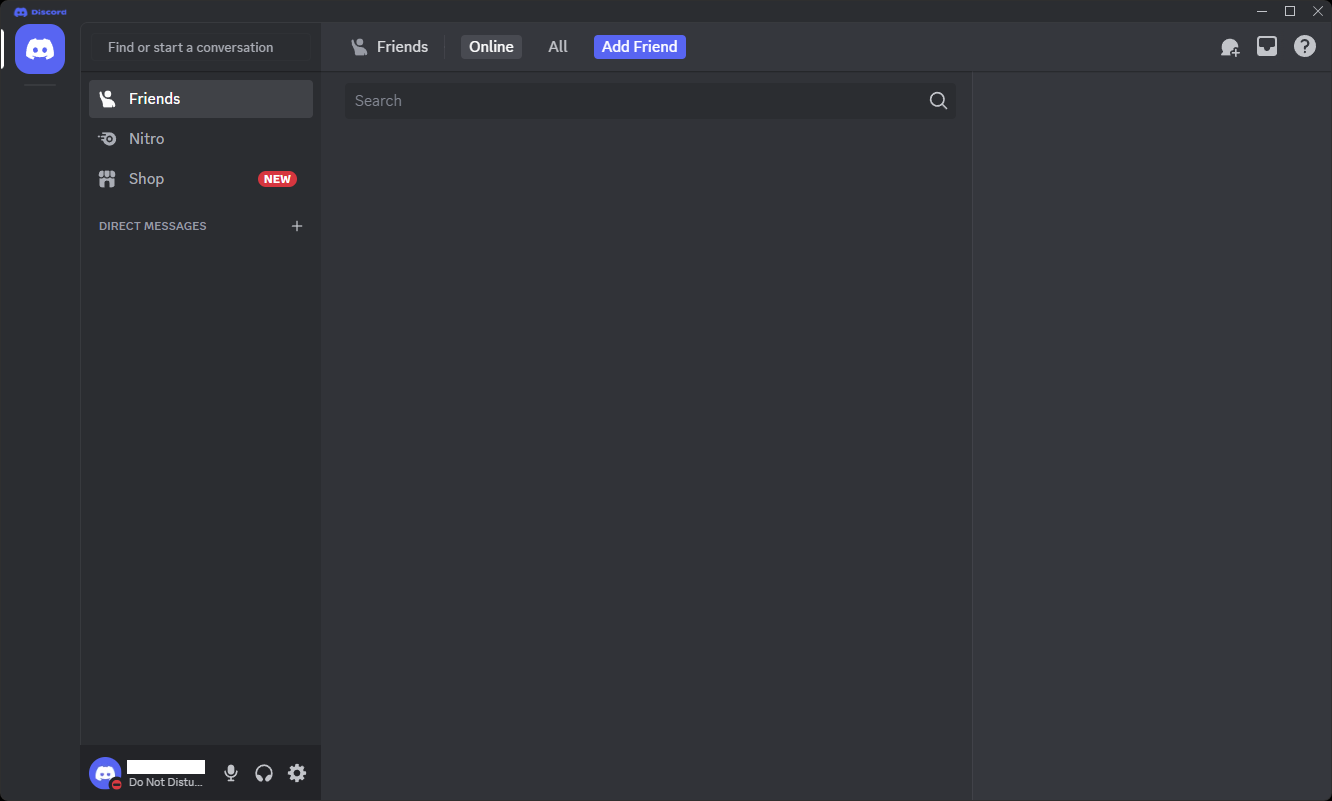 Discord
Find or start a conversation
Friends
Online
All
Add Friend
Friends
Nitro
Shop
NEW
DIRECT MESSAGES
Search
Do Not Distu...